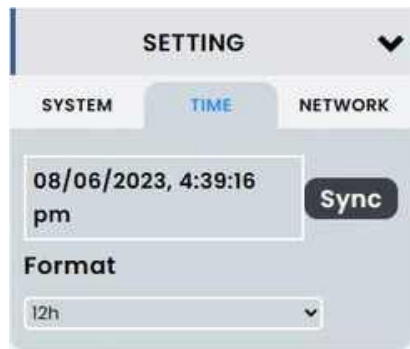 SETTING
SYSTEM TIME NETWORK
08/06/2023, 4:39:16
pm
Sync
Format
12h